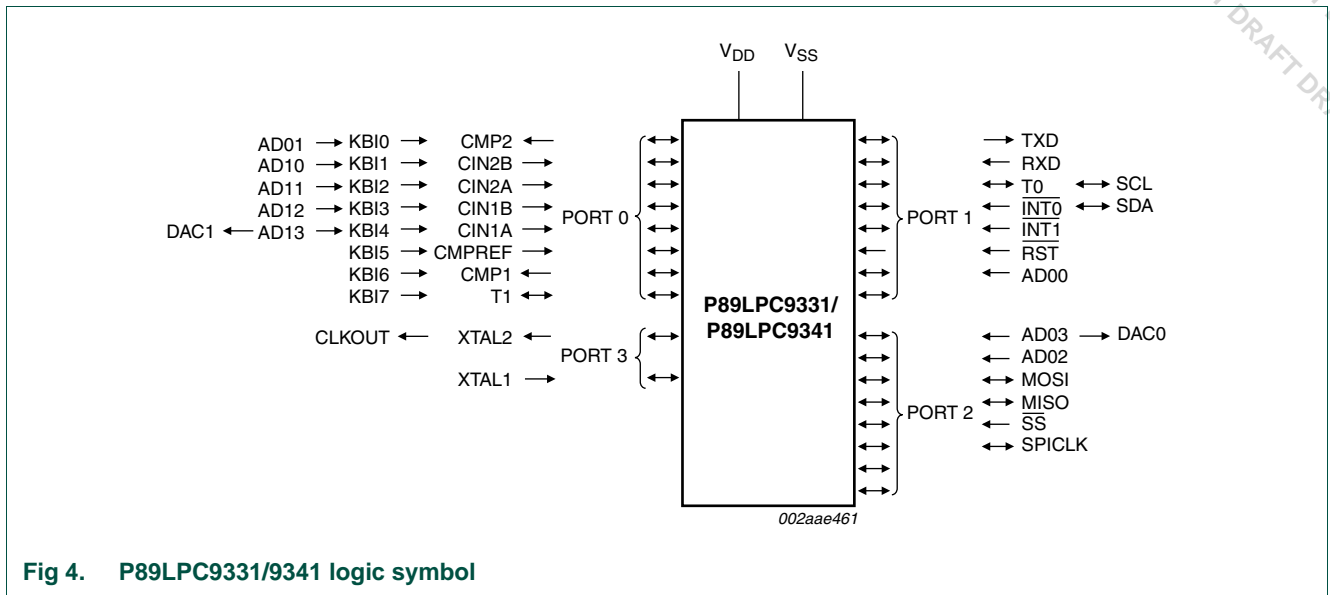 DRAFT DRA
V_DD V_SS
AD01 KBI0 CMP2 TXD
AD10 KBI1 CIN2B RXD
AD11 KBI2 CIN2A T0 SCL
AD12 KBI3 CIN1B PORT 0 PORT 1 INT0 SDA
DAC1 AD13 KBI4 CIN1A INT1
KBI5 CMPREF RST
KBI6 CMP1 AD00
KBI7 T1
P89LPC9331/
P89LPC9341
CLKOUT XTAL2 AD03 DAC0
PORT 3 AD02
XTAL1 MOSI
MISO
PORT 2
SS
SPICLK
002aae461
Fig 4. P89LPC9331/9341 logic symbol